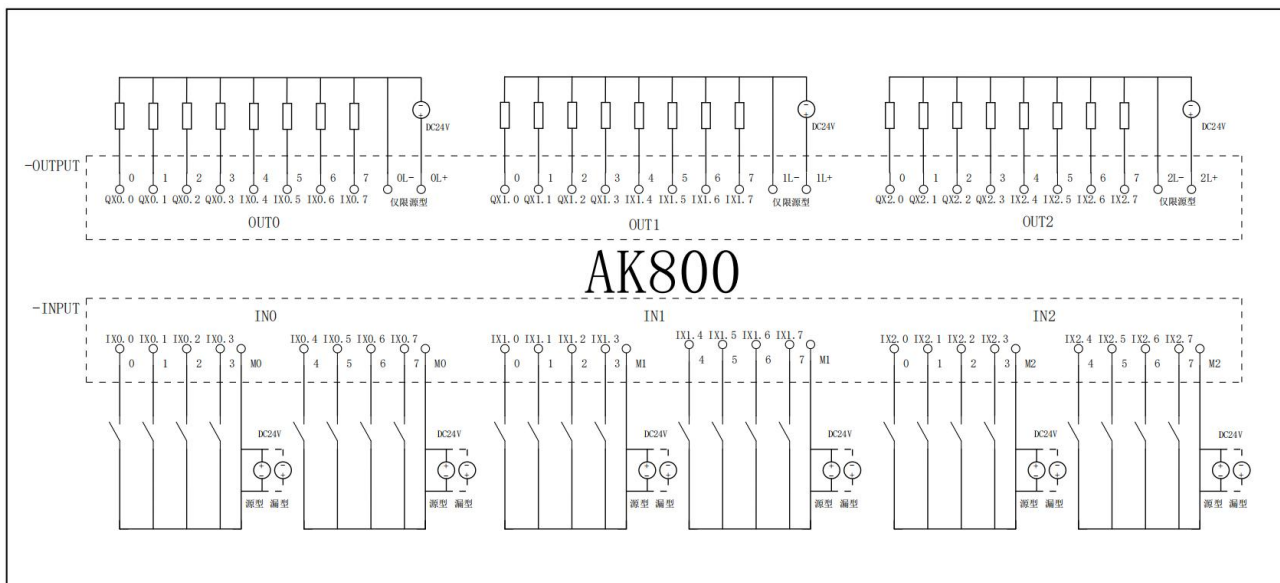 DC24V DC24V DC24V
-OUTPUT
0 1 2 3 4 5 6 7 0L- 0L+ 0 1 2 3 4 5 6 7 1L- 1L+ 0 1 2 3 4 5 6 7 2L- 2L+
QX0.0 QX0.1 QX0.2 QX0.3 IX0.4 IX0.5 IX0.6 IX0.7 仅限源型 QX1.0 QX1.1 QX1.2 QX1.3 IX1.4 IX1.5 IX1.6 IX1.7 仅限源型 QX2.0 QX2.1 QX2.2 QX2.3 IX2.4 IX2.5 IX2.6 IX2.7 仅限源型
OUT0 OUT1 OUT2
AK800
-INPUT
IN0 IN1 IN2
IX0.0 IX0.1 IX0.2 IX0.3 IX0.4 IX0.5 IX0.6 IX0.7 IX1.0 IX1.1 IX1.2 IX1.3 IX1.4 IX1.5 IX1.6 IX1.7 IX2.0 IX2.1 IX2.2 IX2.3 IX2.4 IX2.5 IX2.6 IX2.7
0 1 2 3 M0 4 5 6 7 M0 0 1 2 3 M1 4 5 6 7 M1 0 1 2 3 M2 4 5 6 7 M2
DC24V DC24V DC24V DC24V DC24V DC24V
源型 漏型 源型 漏型 源型 漏型 源型 漏型 源型 漏型 源型 漏型